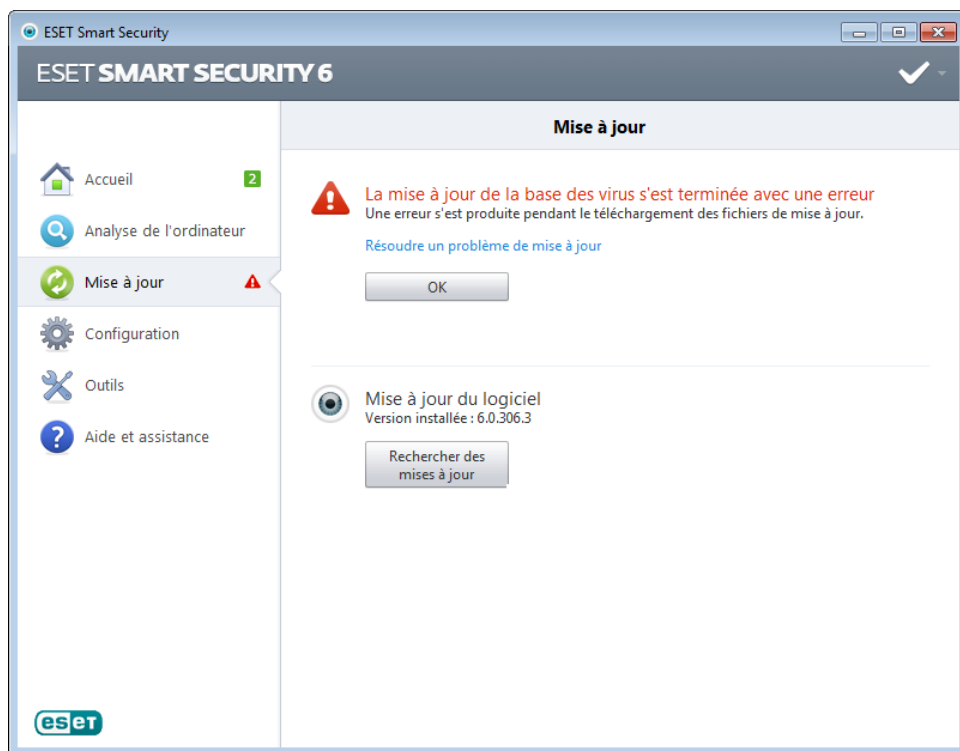 ESET Smart Security
ESET SMART SECURITY 6
Mise à jour
Accueil
2
Analyse de l'ordinateur
Mise à jour
Configuration
Outils
Aide et assistance
La mise à jour de la base des virus s'est terminée avec une erreur
Une erreur s'est produite pendant le téléchargement des fichiers de mise à jour.
Résoudre un problème de mise à jour
OK
Mise à jour du logiciel
Version installée : 6.0.306.3
Rechercher des
mises à jour
eseT